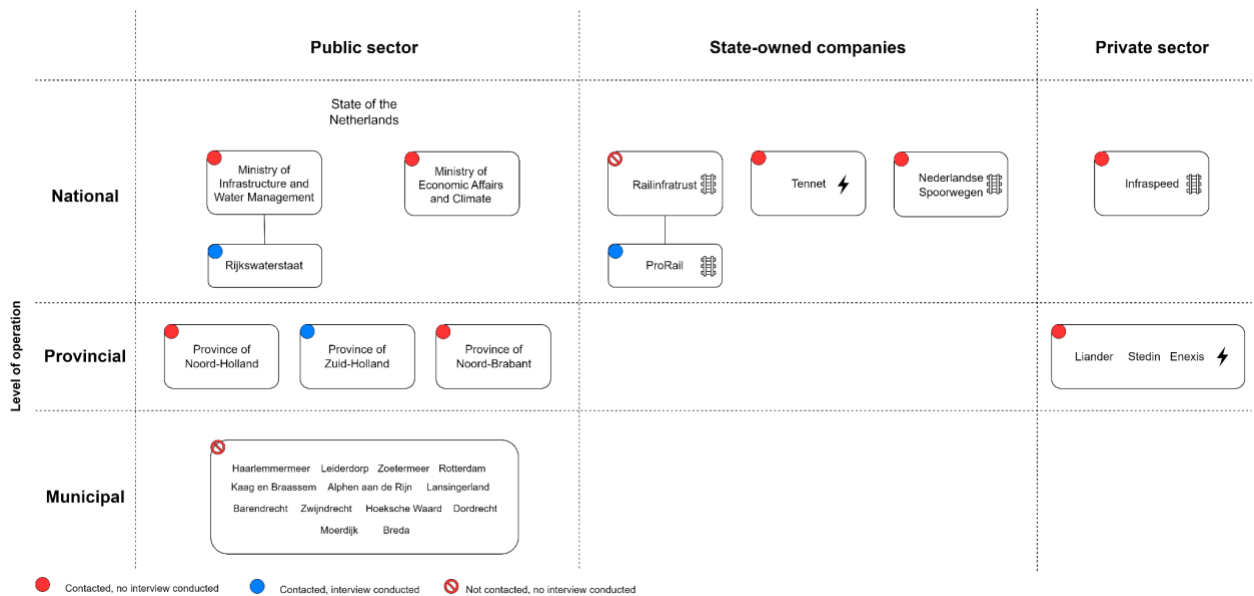 Public sector
State-owned companies
Private sector
State of the
Netherlands
Ministry of
Infrastructure and
Water Management
Ministry of
Economic Affairs
and Climate
Railinfratrust
Tennet
Nederlandse
Spoorwegen
Infraspeed
National
Rijkswaterstaat
ProRail
Level of operation
Provincial
Province of
Noord-Holland
Province of
Zuid-Holland
Province of
Noord-Brabant
Liander Stedin Enexis
Municipal
Haarlemmermeer Leiderdorp Zoetermeer Rotterdam
Kaag en Braassem Alphen aan de Rijn Lansingerland
Barendrecht Zwijndrecht Hoeksche Waard Dordrecht
Moerdijk Breda
Contacted, no interview conducted
Contacted, interview conducted
Not contacted, no interview conducted